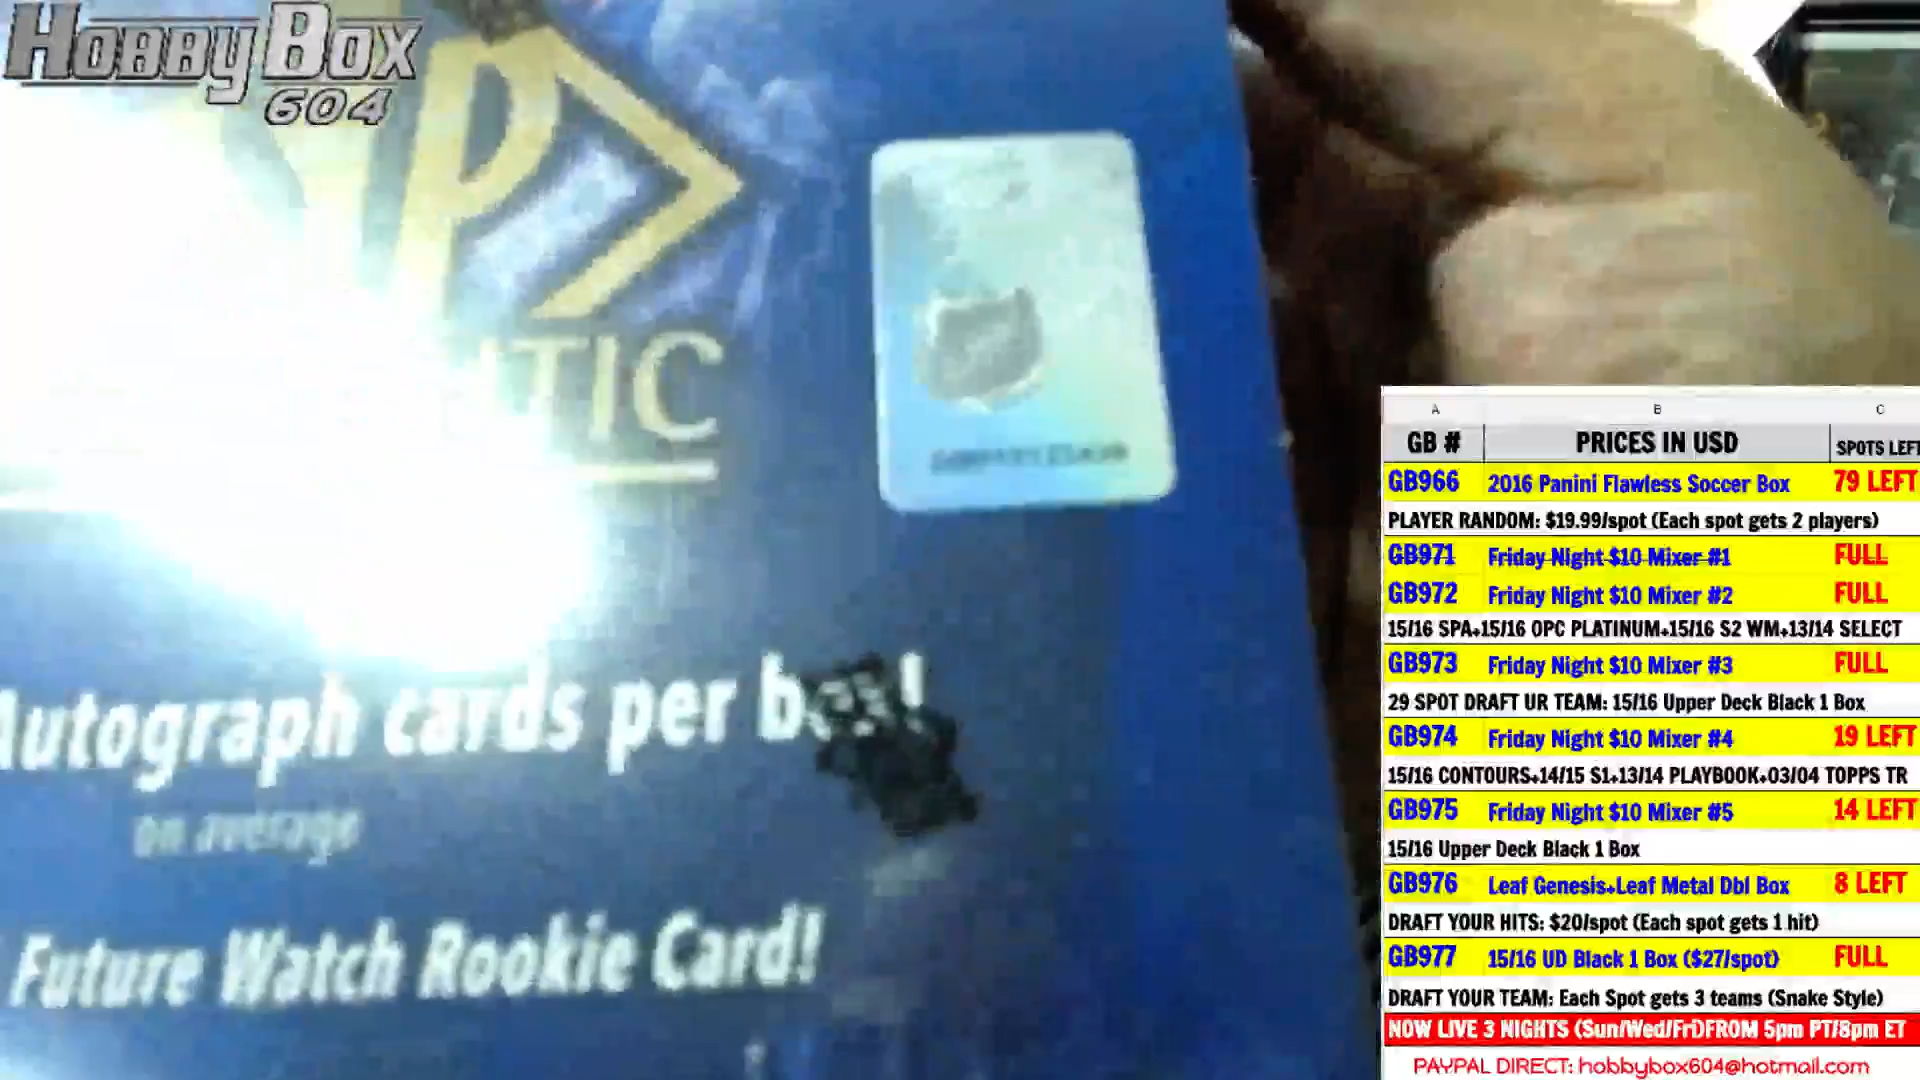 HOBBYBOX
604
SP
NTIC
Autograph cards per box!
on average
Future Watch Rookie Card!
A B C
GB # PRICES IN USD SPOTS LEFT
GB966 2016 Panini Flawless Soccer Box 79 LEFT
PLAYER RANDOM: $19.99/spot (Each spot gets 2 players)
GB971 Friday Night $10 Mixer #1 FULL
GB972 Friday Night $10 Mixer #2 FULL
15/16 SPA+15/16 OPC PLATINUM+15/16 S2 WM+13/14 SELECT
GB973 Friday Night $10 Mixer #3 FULL
29 SPOT DRAFT UR TEAM: 15/16 Upper Deck Black 1 Box
GB974 Friday Night $10 Mixer #4 19 LEFT
15/16 CONTOURS+14/15 S1+13/14 PLAYBOOK+03/04 TOPPS TR
GB975 Friday Night $10 Mixer #5 14 LEFT
15/16 Upper Deck Black 1 Box
GB976 Leaf Genesis+Leaf Metal Dbl Box 8 LEFT
DRAFT YOUR HITS: $20/spot (Each spot gets 1 hit)
GB977 15/16 UD Black 1 Box ($27/spot) FULL
DRAFT YOUR TEAM: Each Spot gets 3 teams (Snake Style)
NOW LIVE 3 NIGHTS (Sun/Wed/FrI)FROM 5pm PT/8pm ET
PAYPAL DIRECT: hobbybox604@hotmail.com